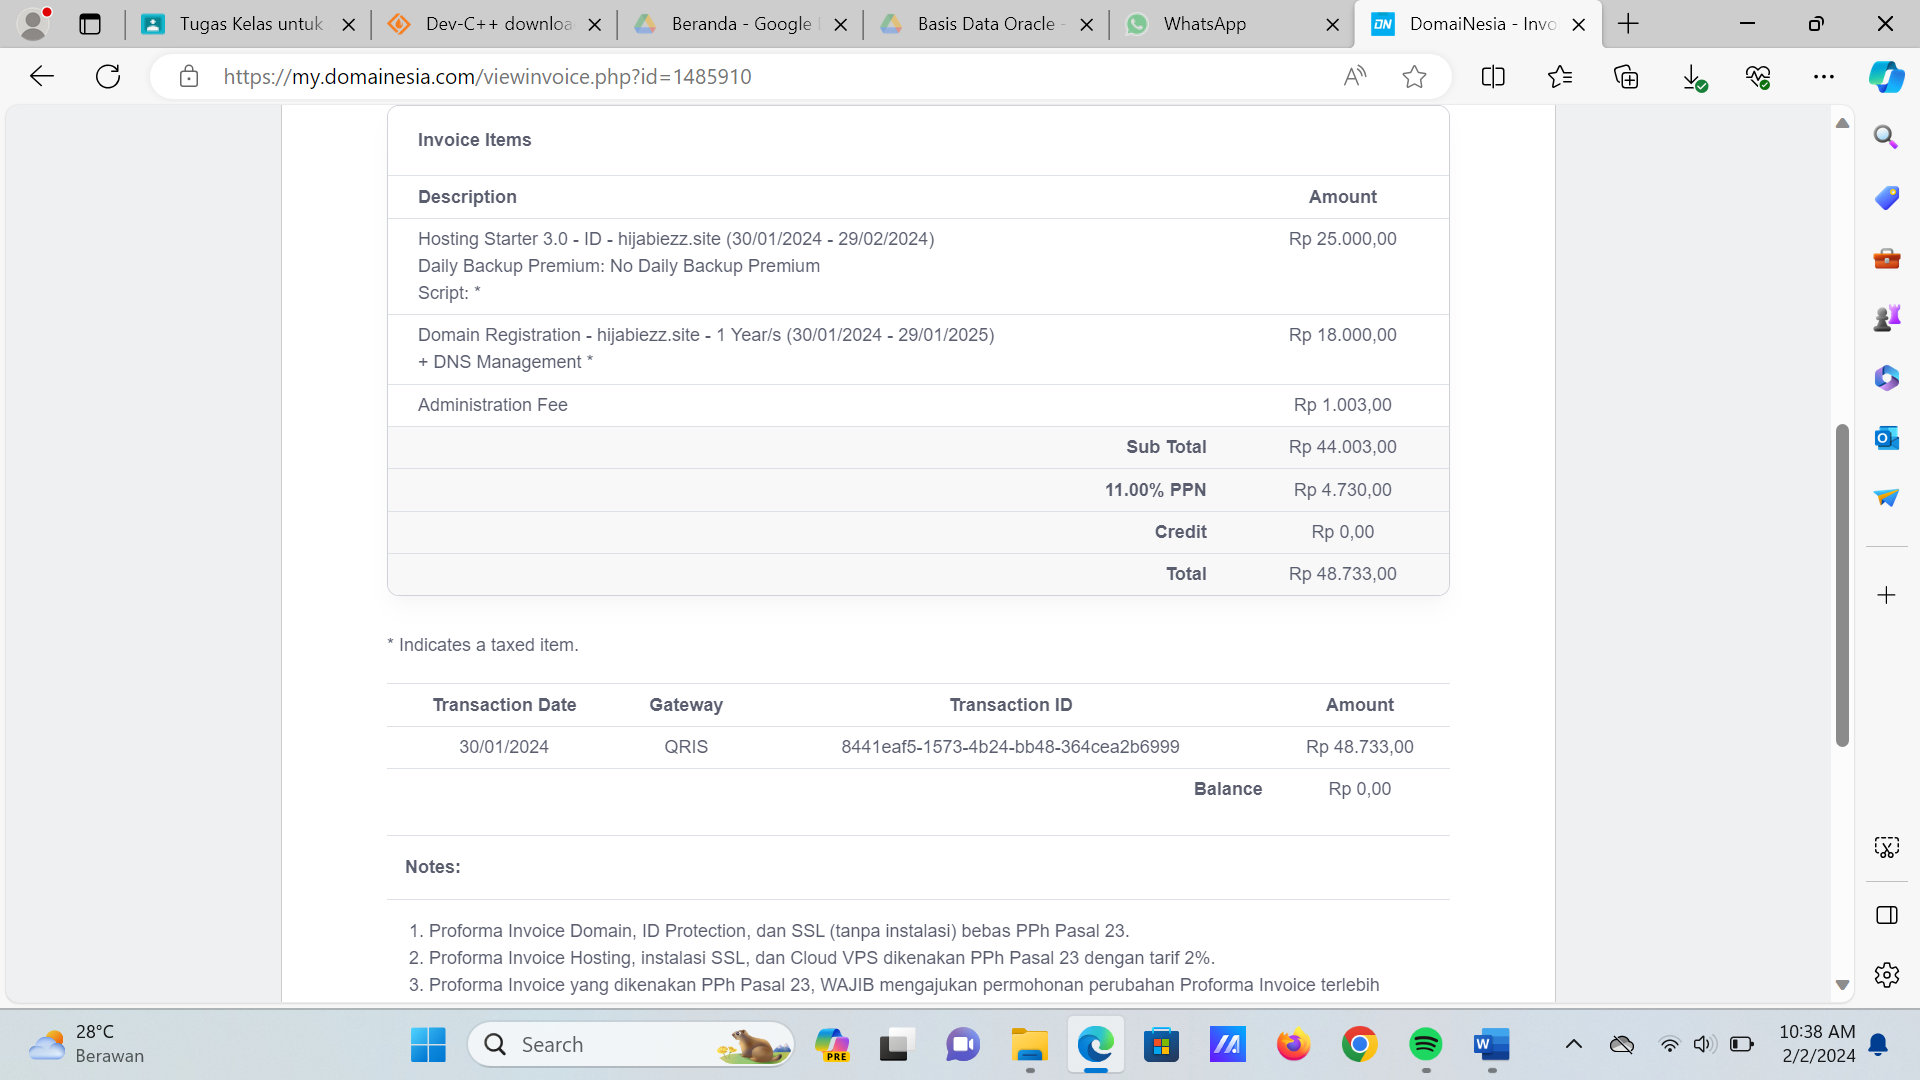 Tugas Kelas untuk
Dev-C++ downloa
Beranda - Google
Basis Data Oracle -
WhatsApp
DN
DomaiNesia - Invo
https://my.domainesia.com/viewinvoice.php?id=1485910
Invoice Items
Description Amount
Hosting Starter 3.0 - ID - hijabiezz.site (30/01/2024 - 29/02/2024) Rp 25.000,00
Daily Backup Premium: No Daily Backup Premium
Script: *
Domain Registration - hijabiezz.site - 1 Year/s (30/01/2024 - 29/01/2025) Rp 18.000,00
+ DNS Management *
Administration Fee Rp 1.003,00
Sub Total Rp 44.003,00
11.00% PPN Rp 4.730,00
Credit Rp 0,00
Total Rp 48.733,00
* Indicates a taxed item.
Transaction Date Gateway Transaction ID Amount
30/01/2024 QRIS 8441eaf5-1573-4b24-bb48-364cea2b6999 Rp 48.733,00
Balance Rp 0,00
Notes:
1. Proforma Invoice Domain, ID Protection, dan SSL (tanpa instalasi) bebas PPh Pasal 23.
2. Proforma Invoice Hosting, instalasi SSL, dan Cloud VPS dikenakan PPh Pasal 23 dengan tarif 2%.
3. Proforma Invoice yang dikenakan PPh Pasal 23, WAJIB mengajukan permohonan perubahan Proforma Invoice terlebih
28°C
Berawan
Search
PRE
10:38 AM
2/2/2024